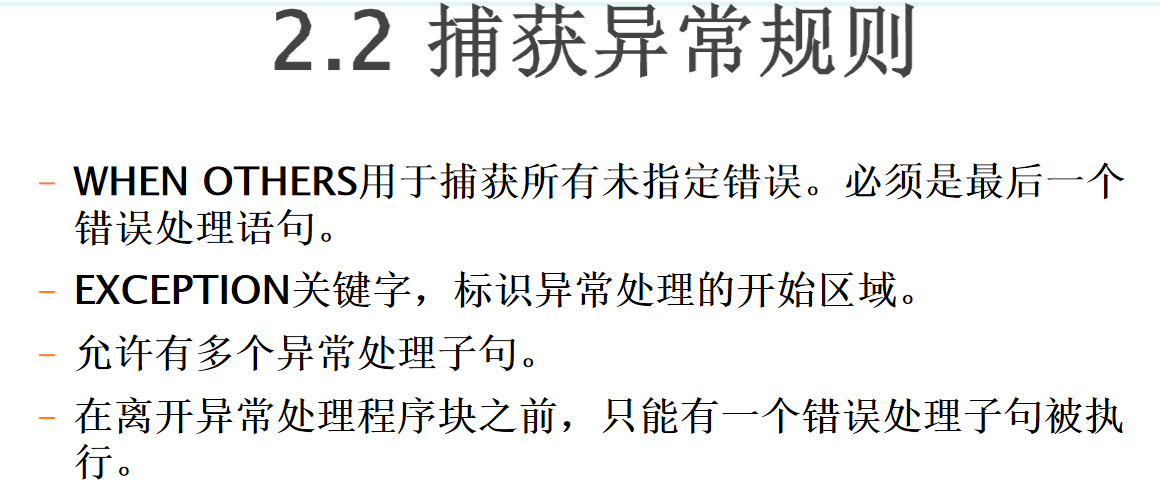 2.2 捕获异常规则
– WHEN OTHERS用于捕获所有未指定错误。必须是最后一个
错误处理语句。
– EXCEPTION关键字，标识异常处理的开始区域。
– 允许有多个异常处理子句。
– 在离开异常处理程序块之前，只能有一个错误处理子句被执
行。